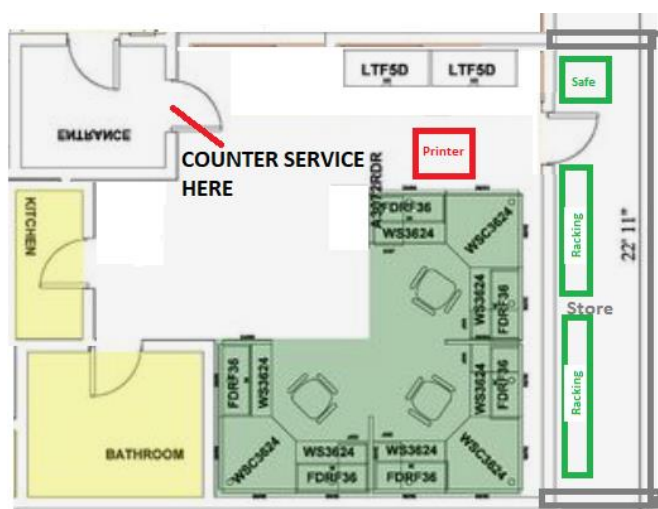 LTF5D
LTF5D
Safe
ENTRANCE
COUNTER SERVICE
HERE
Printer
A3072RDR
KITCHEN
FDRF36
WS3624
WSC3624
Racking
22' 11"
WS3624
FDRF36
Store
FDRF36
WS3624
WS3624
FDRF36
Racking
BATHROOM
WSC3624
WS3624
FDRF36
WS3624
FDRF36
WSC3624